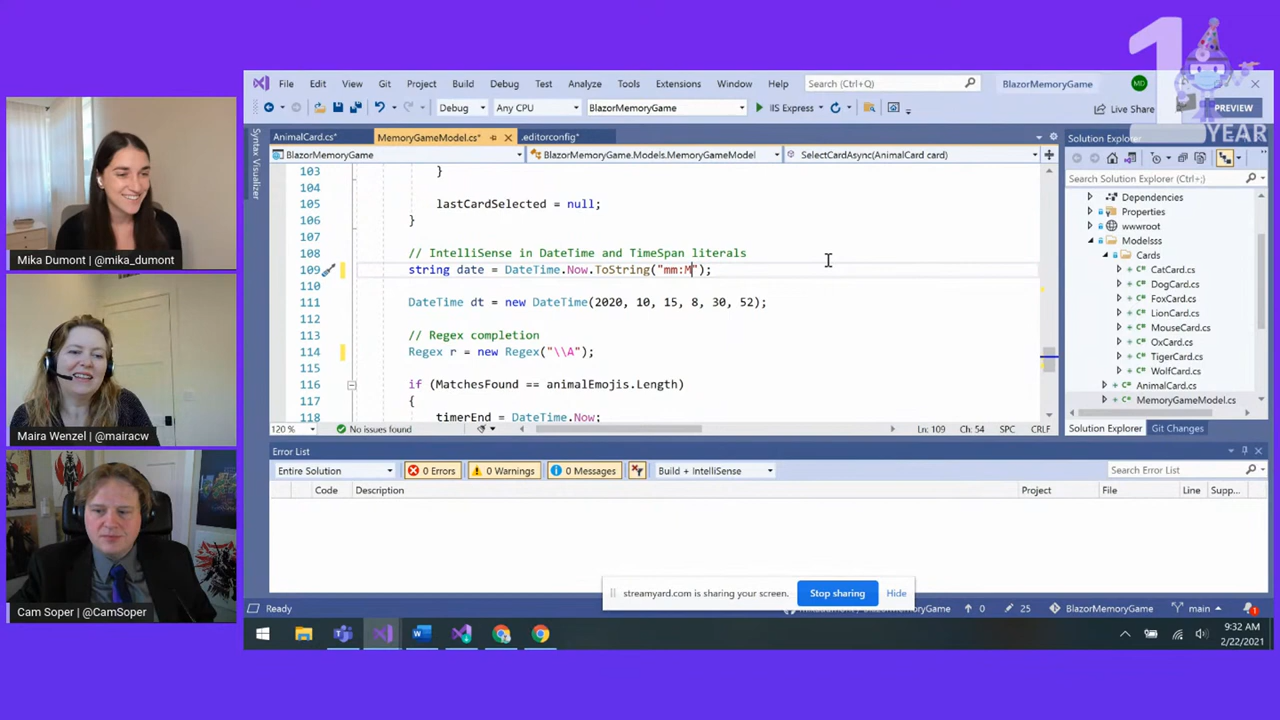 1
YEAR
Mika Dumont | @mika_dumont
Maira Wenzel | @mairacw
Cam Soper | @CamSoper
File Edit View Git Project Build Debug Test Analyze Tools Extensions Window Help Search (Ctrl+Q) BlazorMemoryGame MD
Debug Any CPU BlazorMemoryGame IIS Express Live Share PREVIEW
Syntax Visualizer
AnimalCard.cs* MemoryGameModel.cs* .editorconfig*
BlazorMemoryGame BlazorMemoryGame.Models.MemoryGameModel SelectCardAsync(AnimalCard card)
103 }
104
105 lastCardSelected = null;
106 }
107
108 // IntelliSense in DateTime and TimeSpan literals
109 string date = DateTime.Now.ToString("mm:M");
110
111 DateTime dt = new DateTime(2020, 10, 15, 8, 30, 52);
112
113 // Regex completion
114 Regex r = new Regex("\\A");
115
116 if (MatchesFound == animalEmojis.Length)
117 {
118 timerEnd = DateTime.Now;
120 % No issues found Ln: 109 Ch: 54 SPC CRLF
Solution Explorer
Search Solution Explorer (Ctrl+;)
Dependencies
Properties
wwwroot
Modelsss
Cards
CatCard.cs
DogCard.cs
FoxCard.cs
LionCard.cs
MouseCard.cs
OxCard.cs
TigerCard.cs
WolfCard.cs
AnimalCard.cs
MemoryGameModel.cs
Solution Explorer Git Changes
Error List
Entire Solution 0 Errors 0 Warnings 0 Messages Build + IntelliSense Search Error List
Code Description Project File Line Supp...
streamyard.com is sharing your screen. Stop sharing Hide
Ready 0 25 BlazorMemoryGame main 1
9:32 AM
2/22/2021